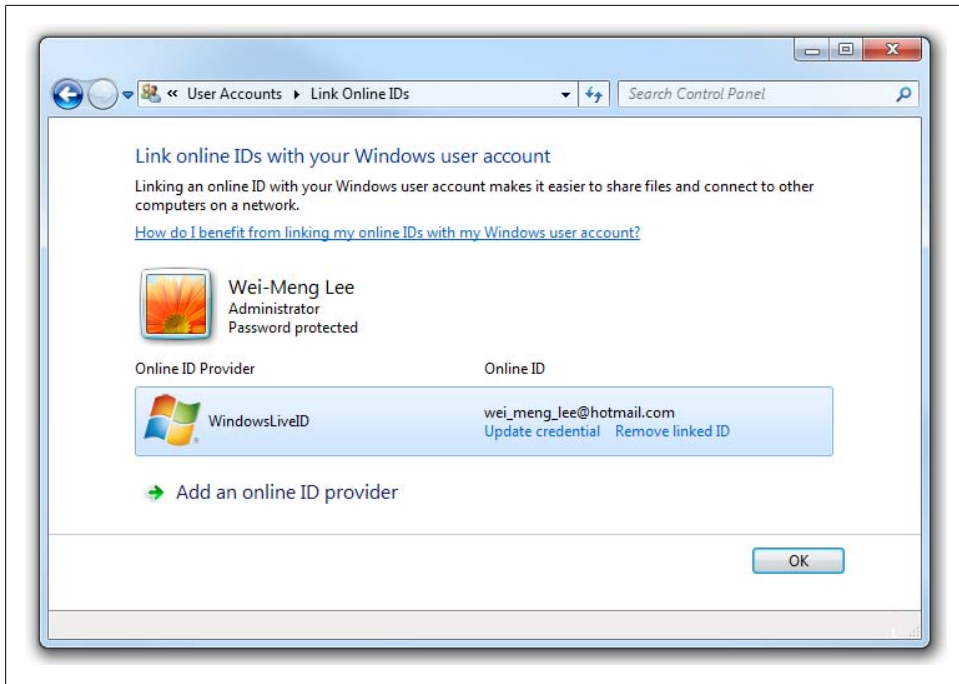 « User Accounts ▸ Link Online IDs
Search Control Panel
Link online IDs with your Windows user account
Linking an online ID with your Windows user account makes it easier to share files and connect to other
computers on a network.
How do I benefit from linking my online IDs with my Windows user account?
Wei-Meng Lee
Administrator
Password protected
Online ID Provider
Online ID
WindowsLiveID
wei_meng_lee@hotmail.com
Update credential Remove linked ID
Add an online ID provider
OK